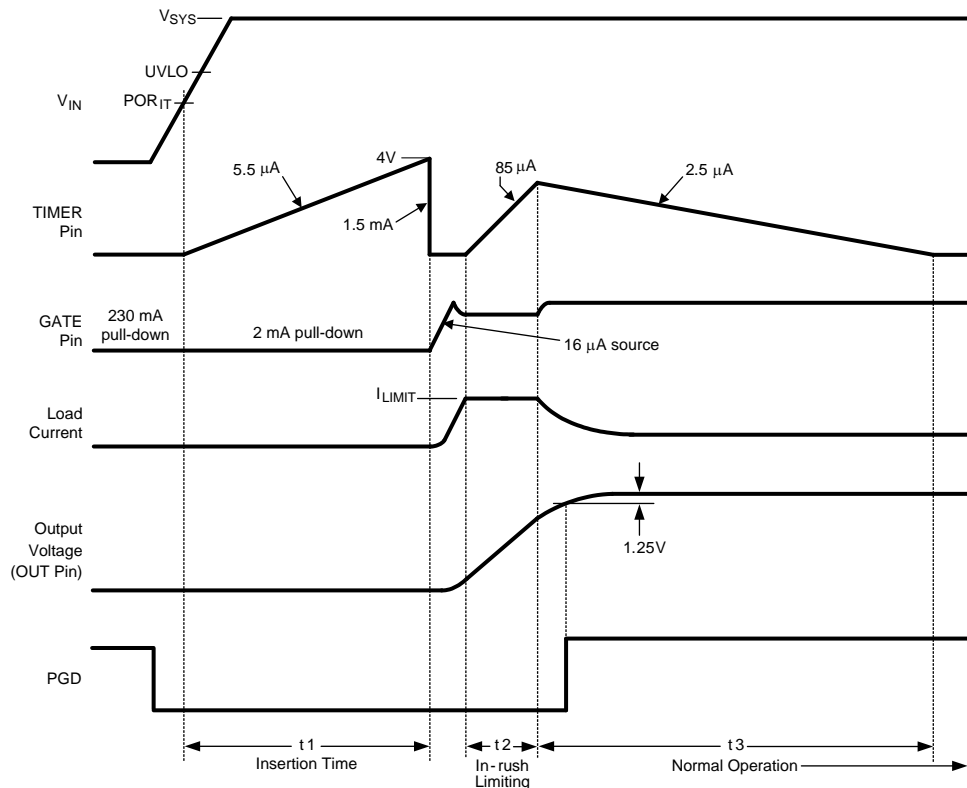 VSYS
UVLO
VIN
PORIT
4V
5.5 µA
85 µA
2.5 µA
TIMER
Pin
1.5 mA
GATE
Pin
230 mA
pull-down
2 mA pull-down
16 µA source
ILIMIT
Load
Current
Output
Voltage
(OUT Pin)
1.25V
PGD
t1
Insertion Time
t2
In-rush
Limiting
t3
Normal Operation